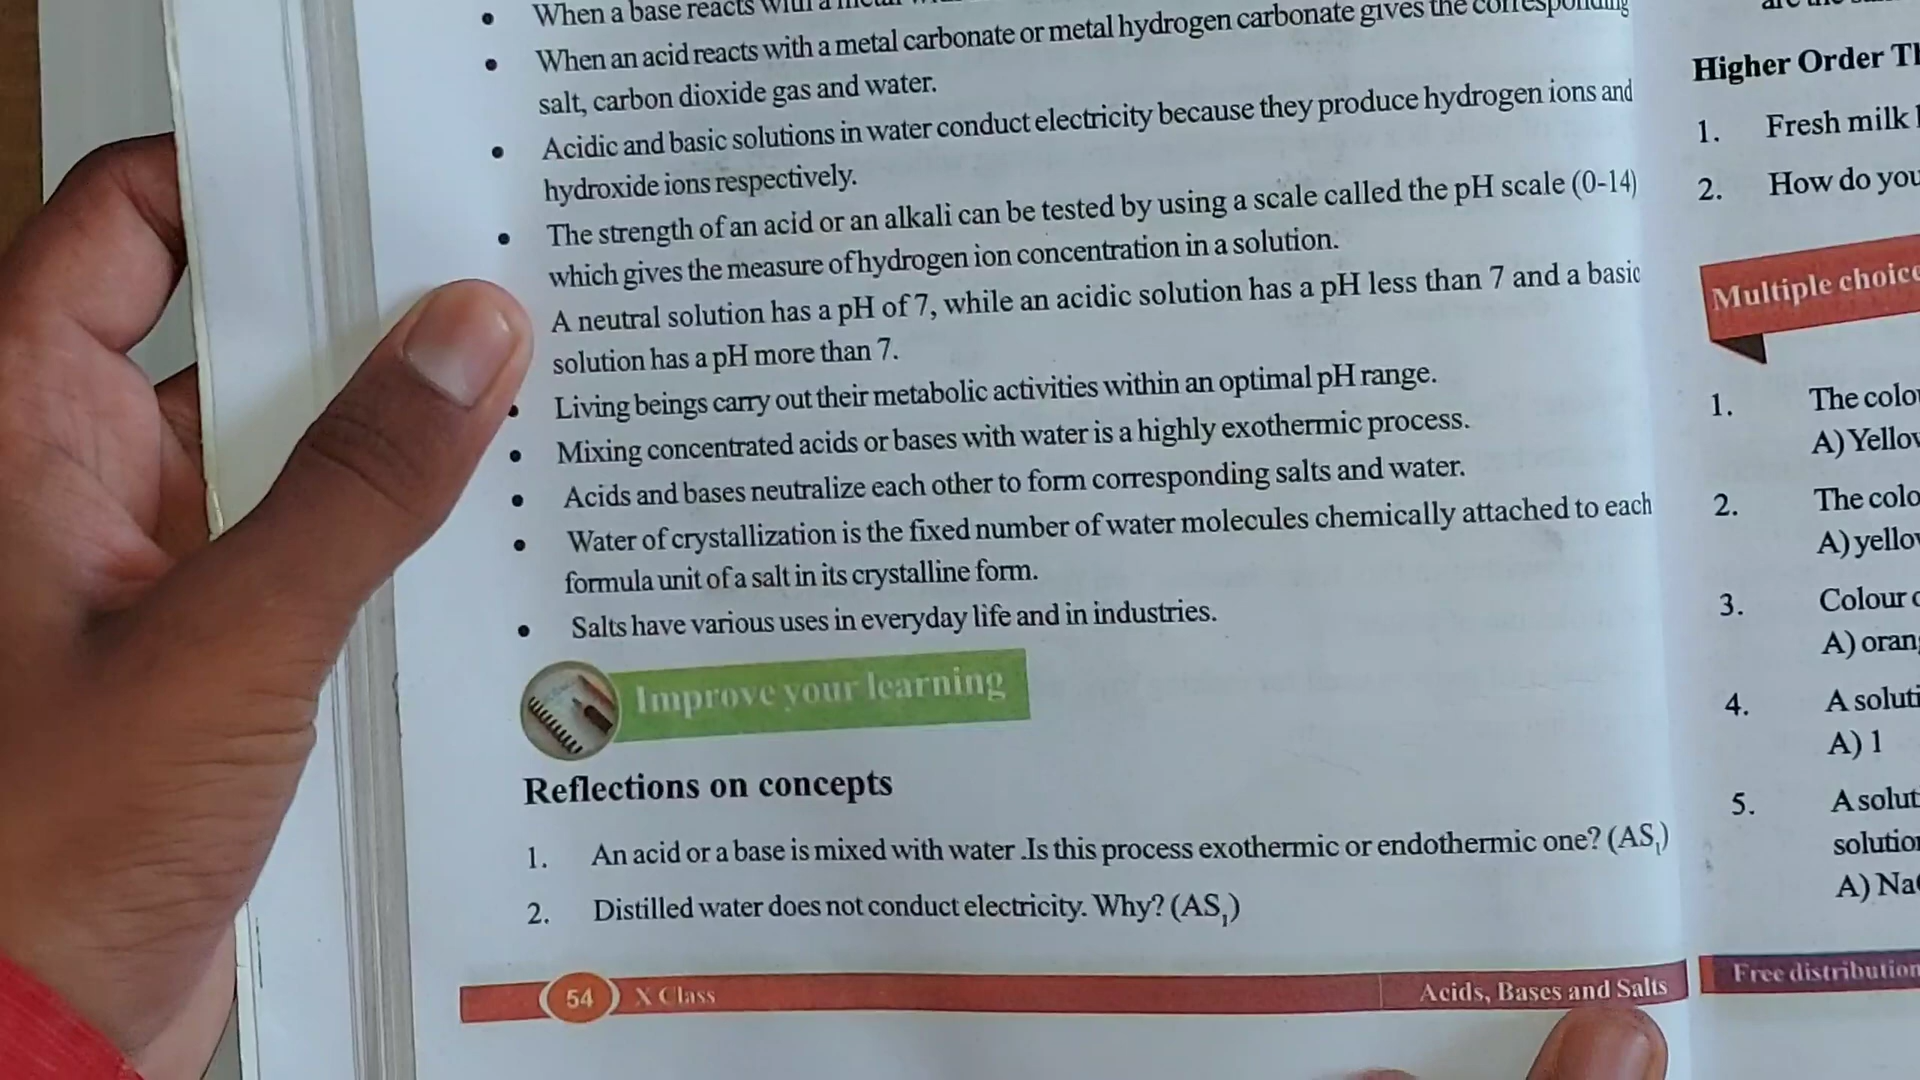 When a base reacts with a metal
When an acid reacts with a metal carbonate or metal hydrogen carbonate gives the corresponding
salt, carbon dioxide gas and water.
Acidic and basic solutions in water conduct electricity because they produce hydrogen ions and
hydroxide ions respectively.
The strength of an acid or an alkali can be tested by using a scale called the pH scale (0-14)
which gives the measure of hydrogen ion concentration in a solution.
A neutral solution has a pH of 7, while an acidic solution has a pH less than 7 and a basic
solution has a pH more than 7.
Living beings carry out their metabolic activities within an optimal pH range.
Mixing concentrated acids or bases with water is a highly exothermic process.
Acids and bases neutralize each other to form corresponding salts and water.
Water of crystallization is the fixed number of water molecules chemically attached to each
formula unit of a salt in its crystalline form.
Salts have various uses in everyday life and in industries.
Improve your learning
Reflections on concepts
1. An acid or a base is mixed with water .Is this process exothermic or endothermic one? (AS₁)
2. Distilled water does not conduct electricity. Why? (AS₁)
54 X Class
Acids, Bases and Salts
Higher Order
1. Fresh milk
2. How do you
Multiple choice
1. The
A)
2. The
A)
3. Colour
A)
4. A
A) 1
5. A
A)
Free distribution